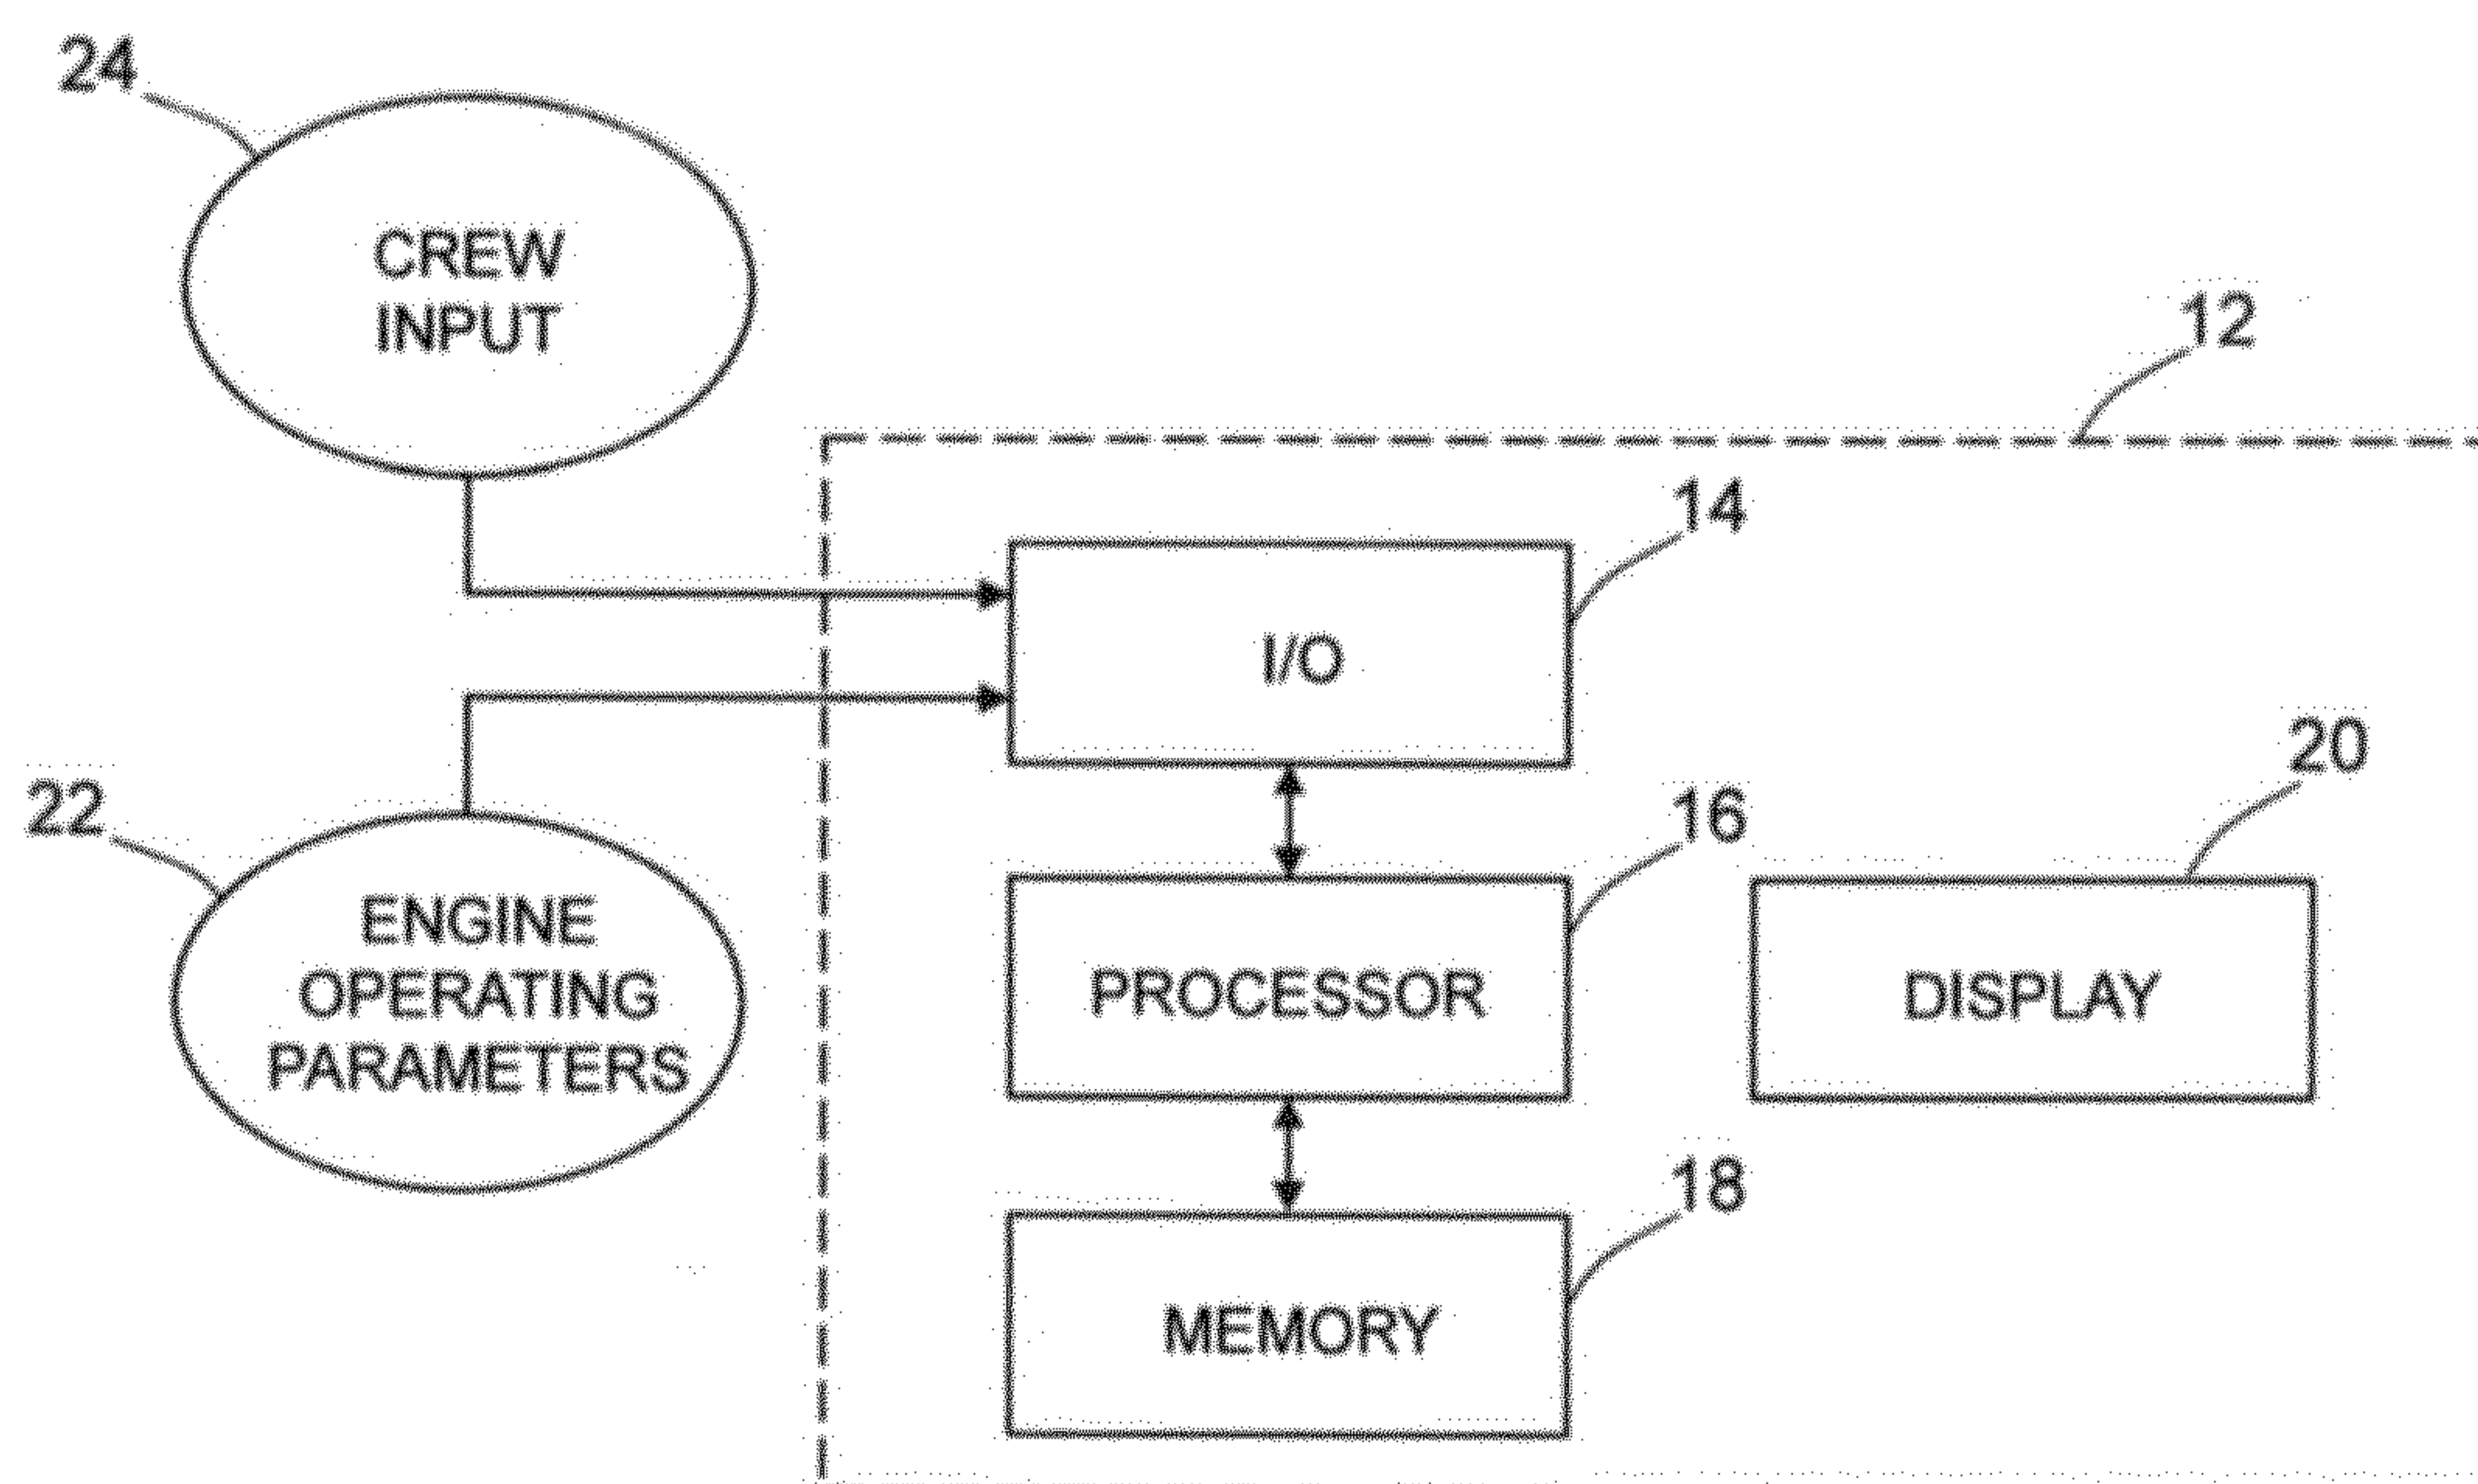 24
CREW
INPUT
12
14
I/O
20
22
16
ENGINE
OPERATING
PARAMETERS
PROCESSOR
DISPLAY
18
MEMORY